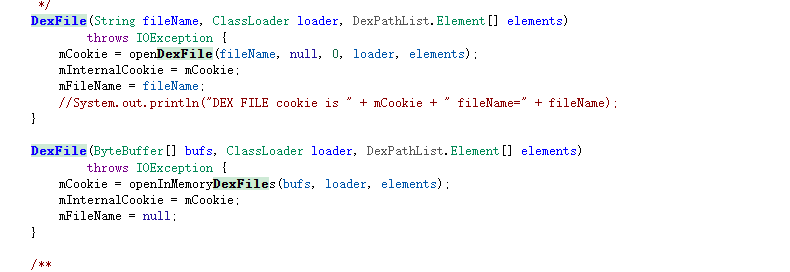 */
DexFile(String fileName, ClassLoader loader, DexPathList.Element[] elements)
throws IOException {
mCookie = openDexFile(fileName, null, 0, loader, elements);
mInternalCookie = mCookie;
mFileName = fileName;
//System.out.println("DEX FILE cookie is " + mCookie + " fileName=" + fileName);
}
DexFile(ByteBuffer[] bufs, ClassLoader loader, DexPathList.Element[] elements)
throws IOException {
mCookie = openInMemoryDexFiles(bufs, loader, elements);
mInternalCookie = mCookie;
mFileName = null;
}
/**